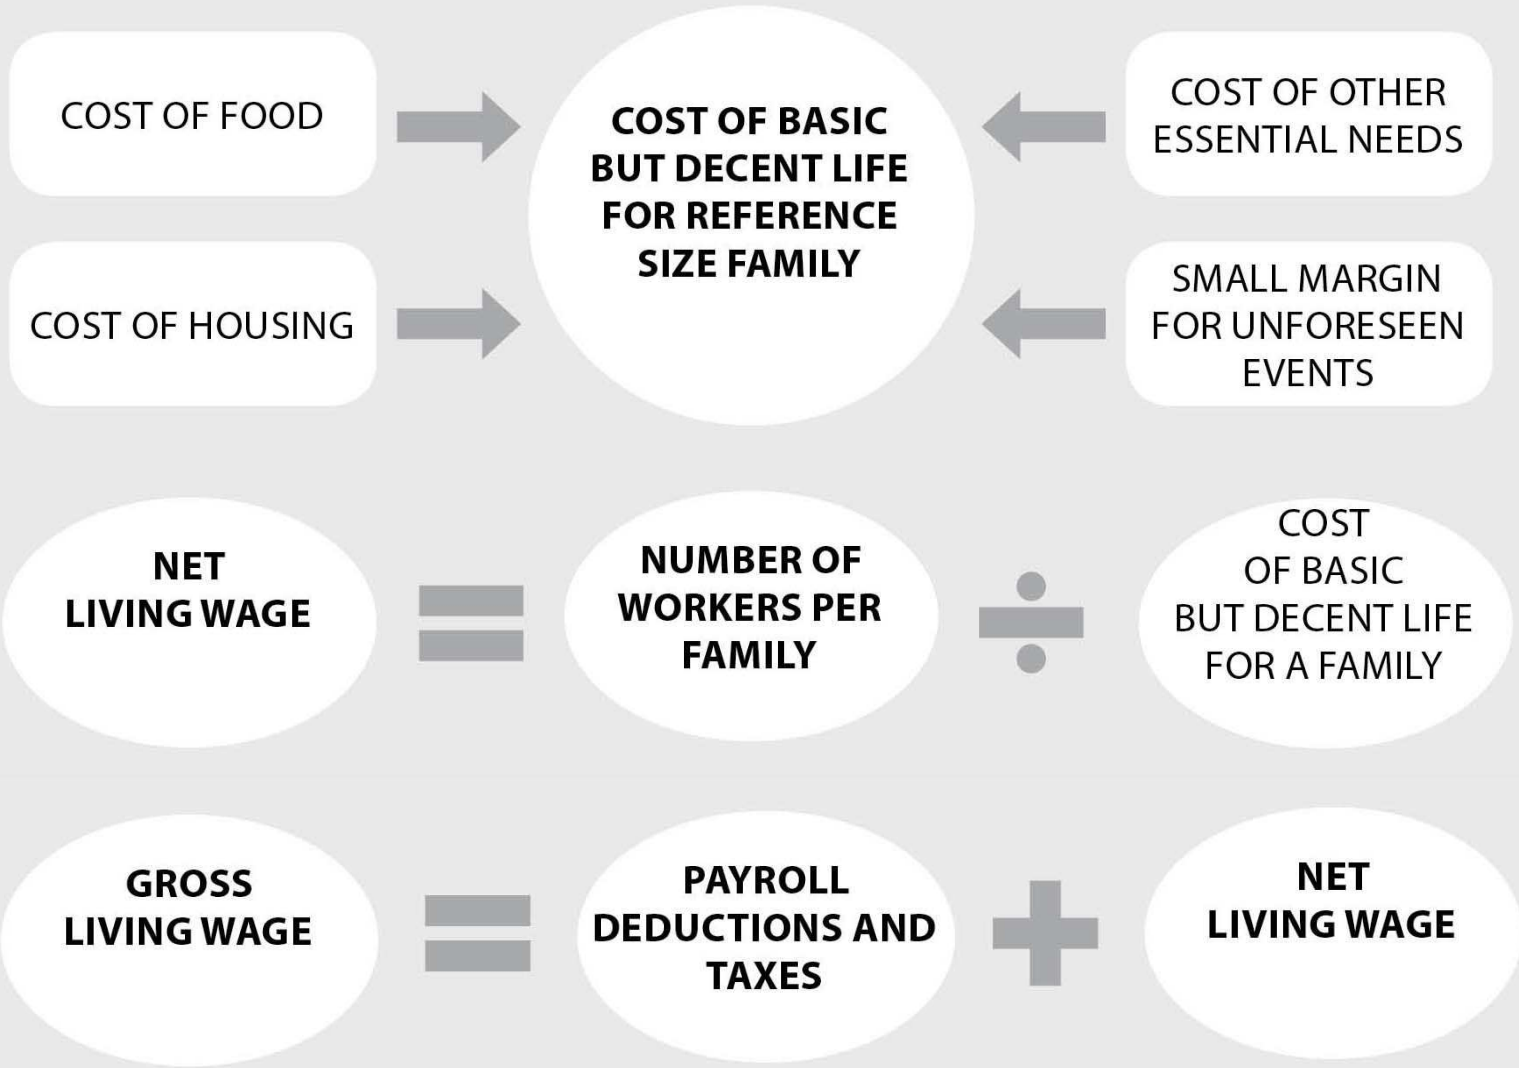 COST OF FOOD
COST OF HOUSING
COST OF BASIC
BUT DECENT LIFE
FOR REFERENCE
SIZE FAMILY
COST OF OTHER
ESSENTIAL NEEDS
SMALL MARGIN
FOR UNFORESEEN
EVENTS
NET
LIVING WAGE
=
NUMBER OF
WORKERS PER
FAMILY
÷
COST
OF BASIC
BUT DECENT LIFE
FOR A FAMILY
GROSS
LIVING WAGE
=
PAYROLL
DEDUCTIONS AND
TAXES
+
NET
LIVING WAGE